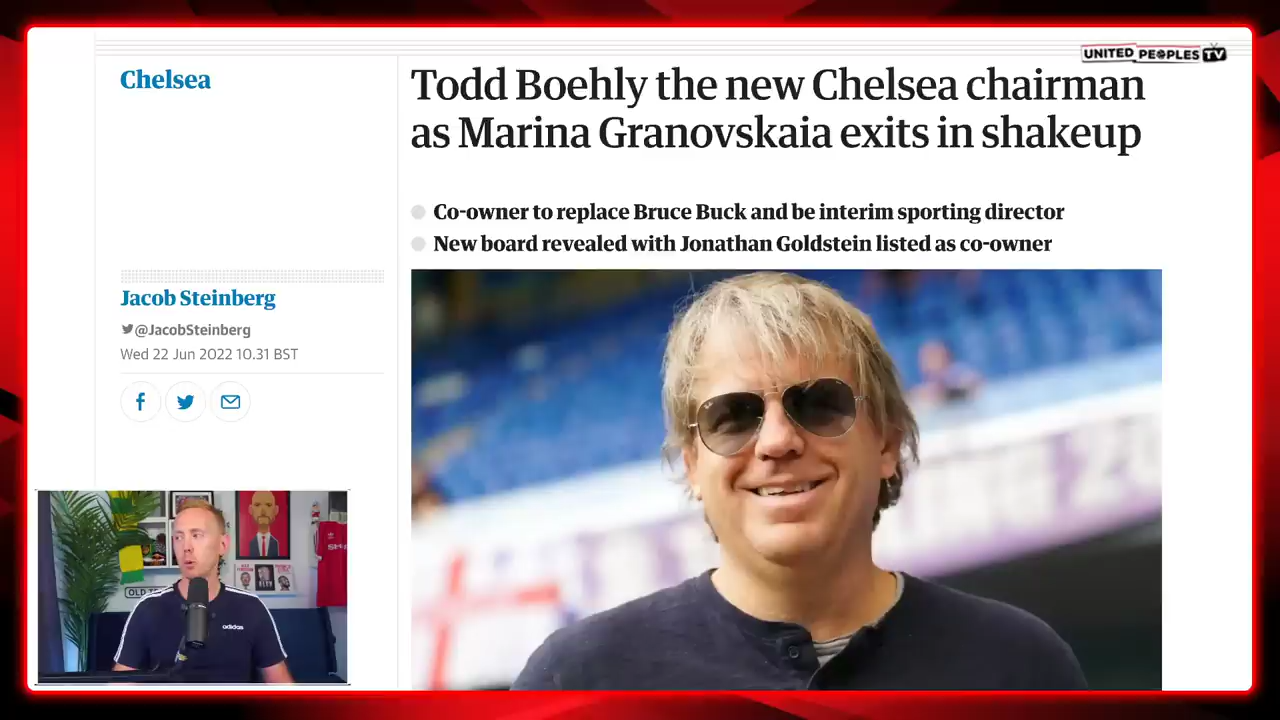 UNITED PEOPLES TV
Chelsea
Todd Boehly the new Chelsea chairman
as Marina Granovskaia exits in shakeup
Co-owner to replace Bruce Buck and be interim sporting director
New board revealed with Jonathan Goldstein listed as co-owner
Jacob Steinberg
@JacobSteinberg
Wed 22 Jun 2022 10.31 BST
OLD
adidas